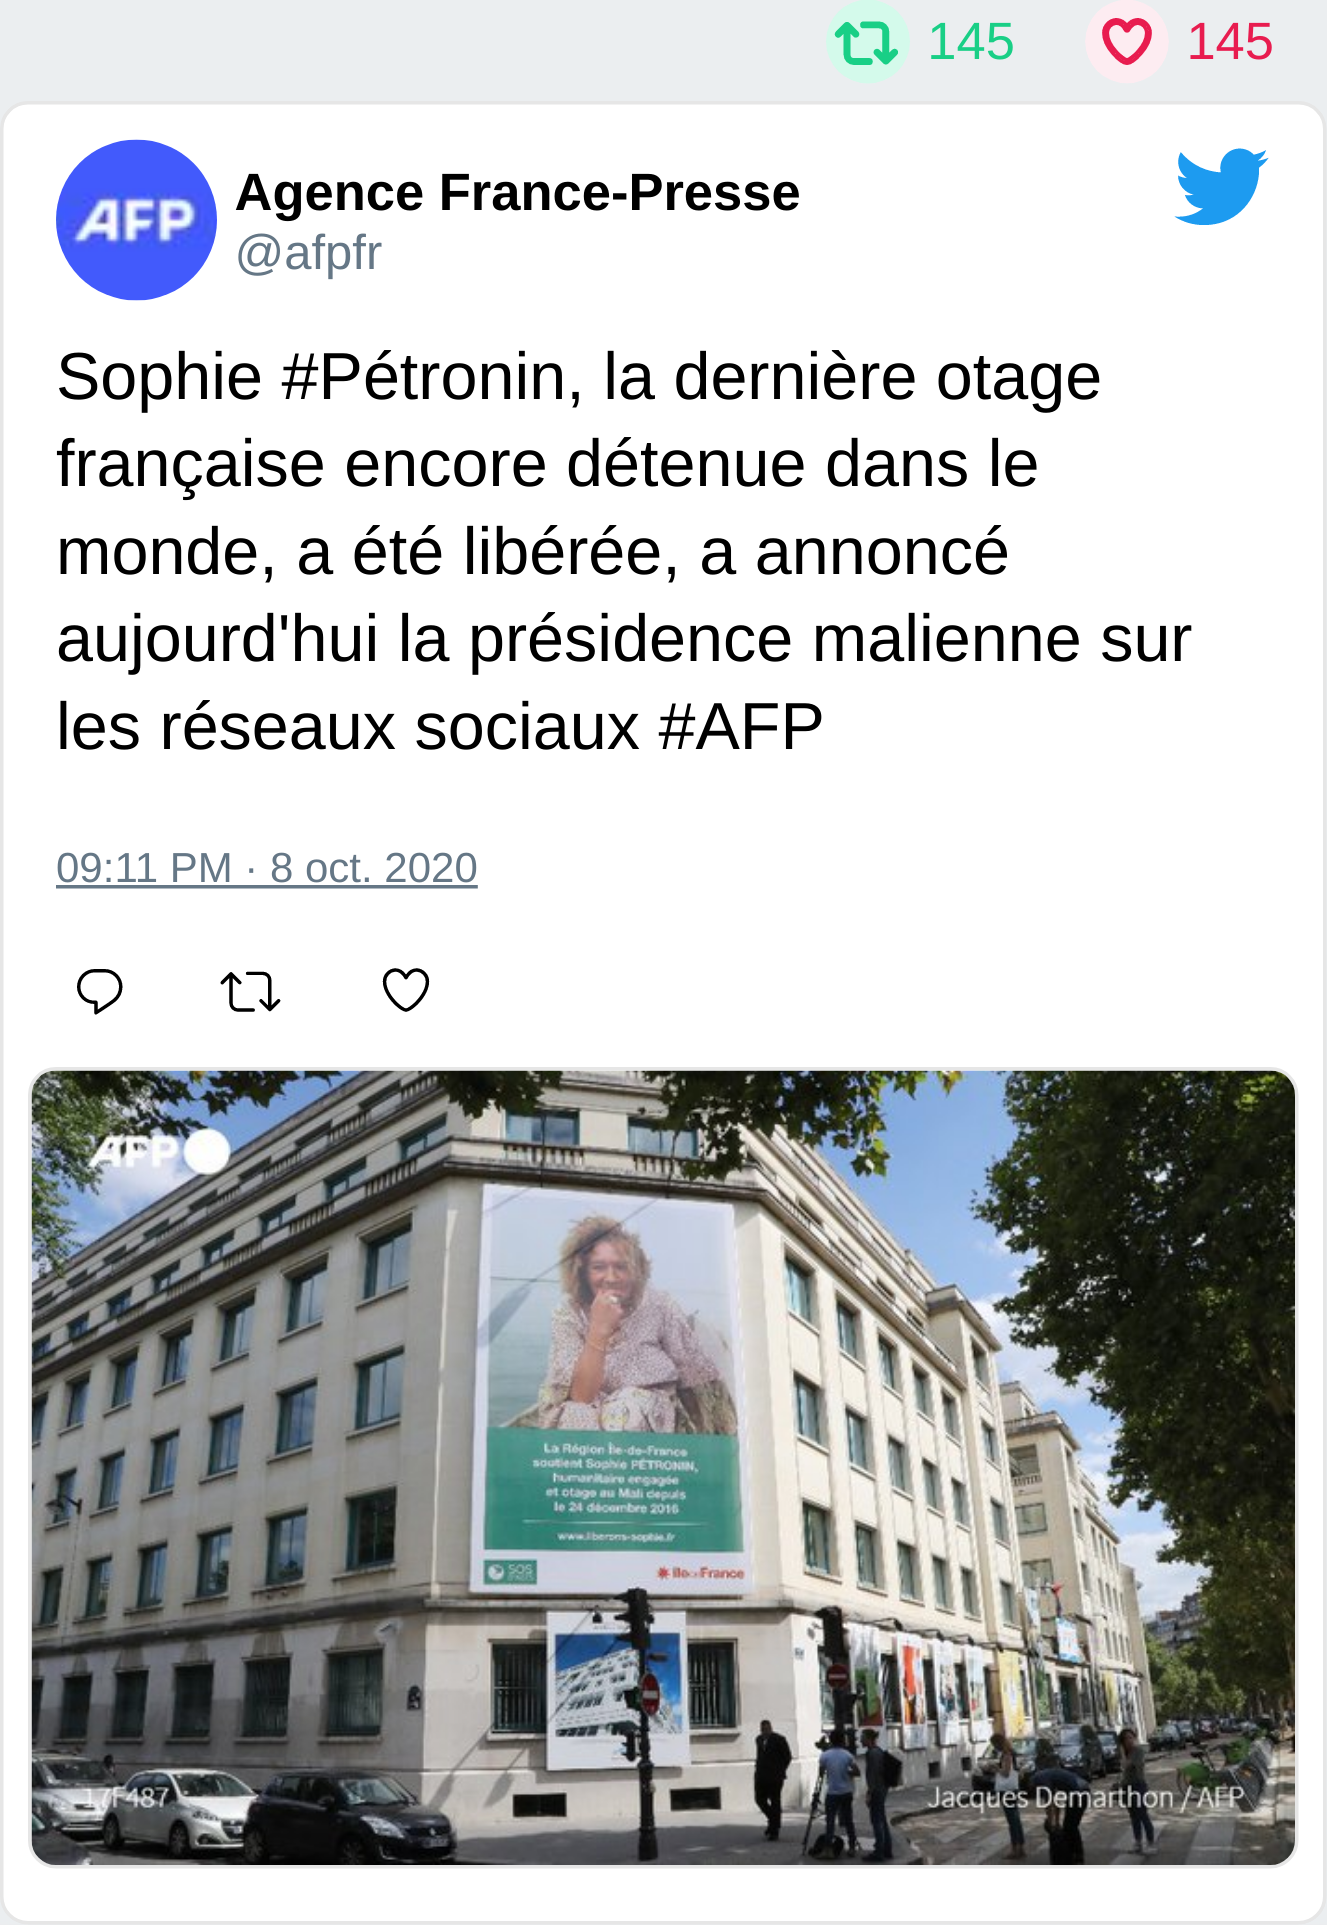 145 145
AFP
Agence France-Presse
@afpfr
Sophie #Pétronin, la dernière otage
française encore détenue dans le
monde, a été libérée, a annoncé
aujourd'hui la présidence malienne sur
les réseaux sociaux #AFP
09:11 PM · 8 oct. 2020
AFP
La Région Île-de-France
soutient Sophie PÉTRONIN,
humanitaire engagée
et otage au Mali depuis
le 24 décembre 2016
www.liberons-sophie.fr
SOS
îledeFrance
17F487
Jacques Demarthon / AFP